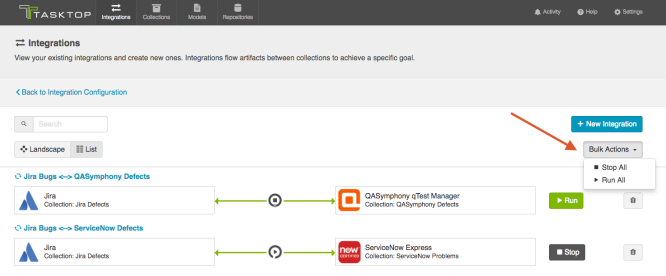 TASKTOP
Integrations
Collections
Models
Repositories
Activity
Help
Settings
Integrations
View your existing integrations and create new ones. Integrations flow artifacts between collections to achieve a specific goal.
Back to Integration Configuration
Search
+ New Integration
Landscape
List
Bulk Actions
Stop All
Run All
Jira Bugs <--> QASymphony Defects
Jira
Collection: Jira Defects
QASymphony qTest Manager
Collection: QASymphony Defects
Run
Jira Bugs <--> ServiceNow Defects
Jira
Collection: Jira Defects
now
CERTIFIED
ServiceNow Express
Collection: ServiceNow Problems
Stop